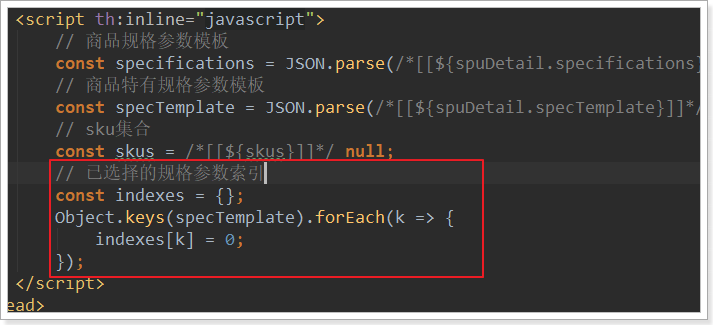 <script th:inline="javascript">
// 商品规格参数模板
const specifications = JSON.parse(/*[[${spuDetail.specifications]
// 商品特有规格参数模板
const specTemplate = JSON.parse(/*[[${spuDetail.specTemplate}]]*/
// sku集合
const skus = /*[[${skus}]]*/ null;
// 已选择的规格参数索引
const indexes = {};
Object.keys(specTemplate).forEach(k => {
indexes[k] = 0;
});
</script>
ead>